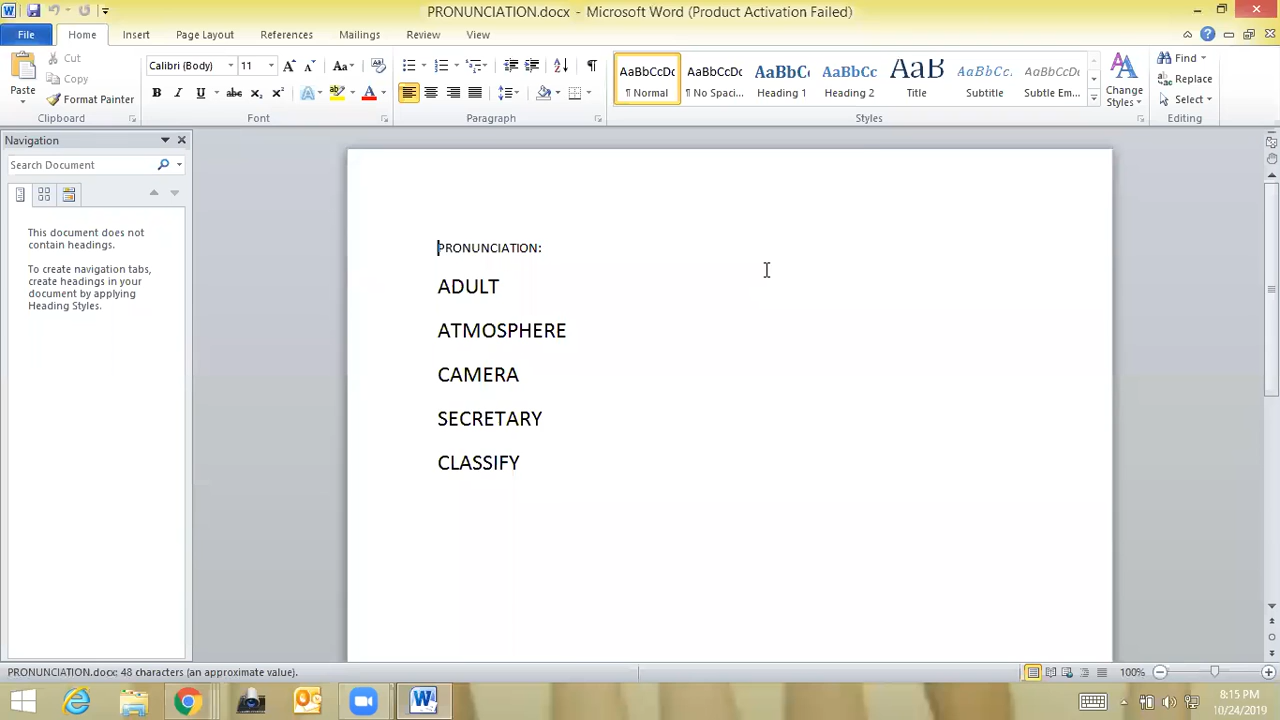 PRONUNCIATION.docx - Microsoft Word (Product Activation Failed)
File Home Insert Page Layout References Mailings Review View
Paste
Cut
Copy
Format Painter
Clipboard
Calibri (Body) 11
Font
Paragraph
AaBbCcDc AaBbCcDc AaBbC AaBbCc AaB AaBbCc. AaBbCcDc
¶ Normal ¶ No Spaci... Heading 1 Heading 2 Title Subtitle Subtle Em...
Change Styles
Styles
Find
Replace
Select
Editing
Navigation
Search Document
This document does not
contain headings.
To create navigation tabs,
create headings in your
document by applying
Heading Styles.
PRONUNCIATION:
ADULT
ATMOSPHERE
CAMERA
SECRETARY
CLASSIFY
PRONUNCIATION.docx: 48 characters (an approximate value).
100%
8:15 PM
10/24/2019